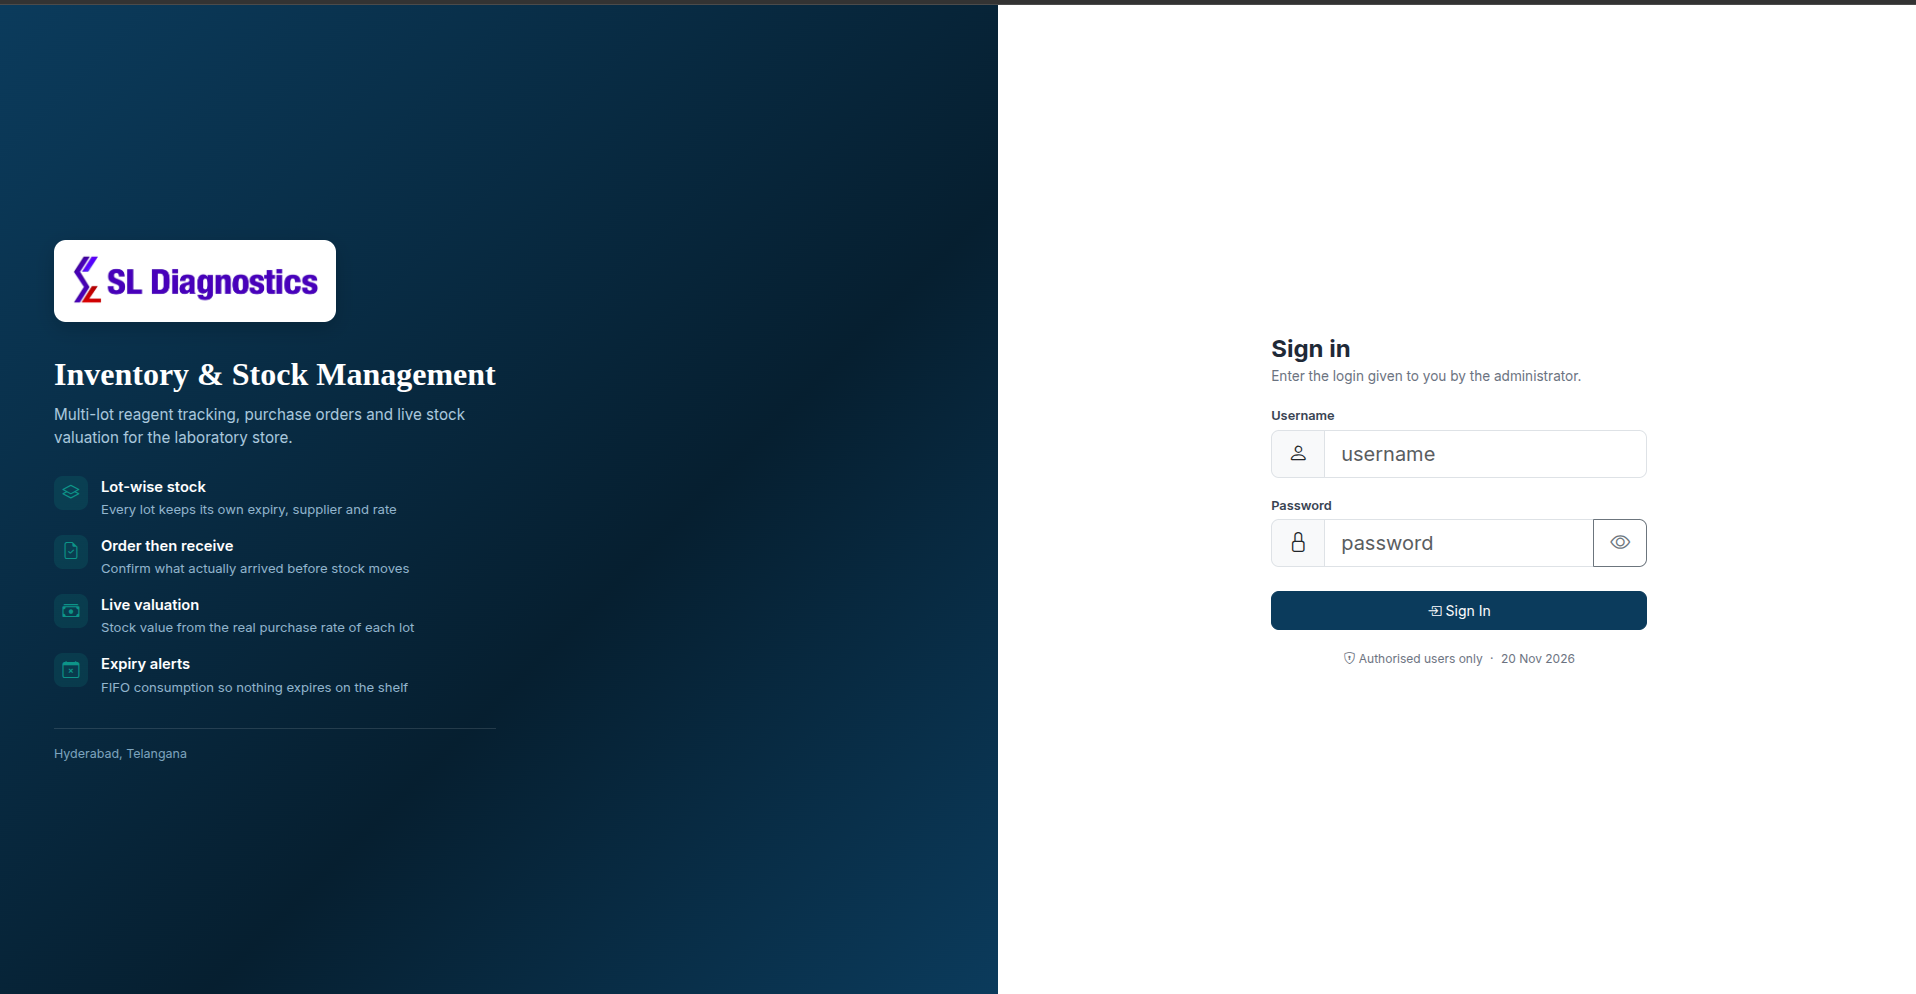 SL Diagnostics
Inventory & Stock Management
Multi-lot reagent tracking, purchase orders and live stock
valuation for the laboratory store.
Lot-wise stock
Every lot keeps its own expiry, supplier and rate
Order then receive
Confirm what actually arrived before stock moves
Live valuation
Stock value from the real purchase rate of each lot
Expiry alerts
FIFO consumption so nothing expires on the shelf
Hyderabad, Telangana
Sign in
Enter the login given to you by the administrator.
Username
username
Password
password
Sign In
Authorised users only · 20 Nov 2026